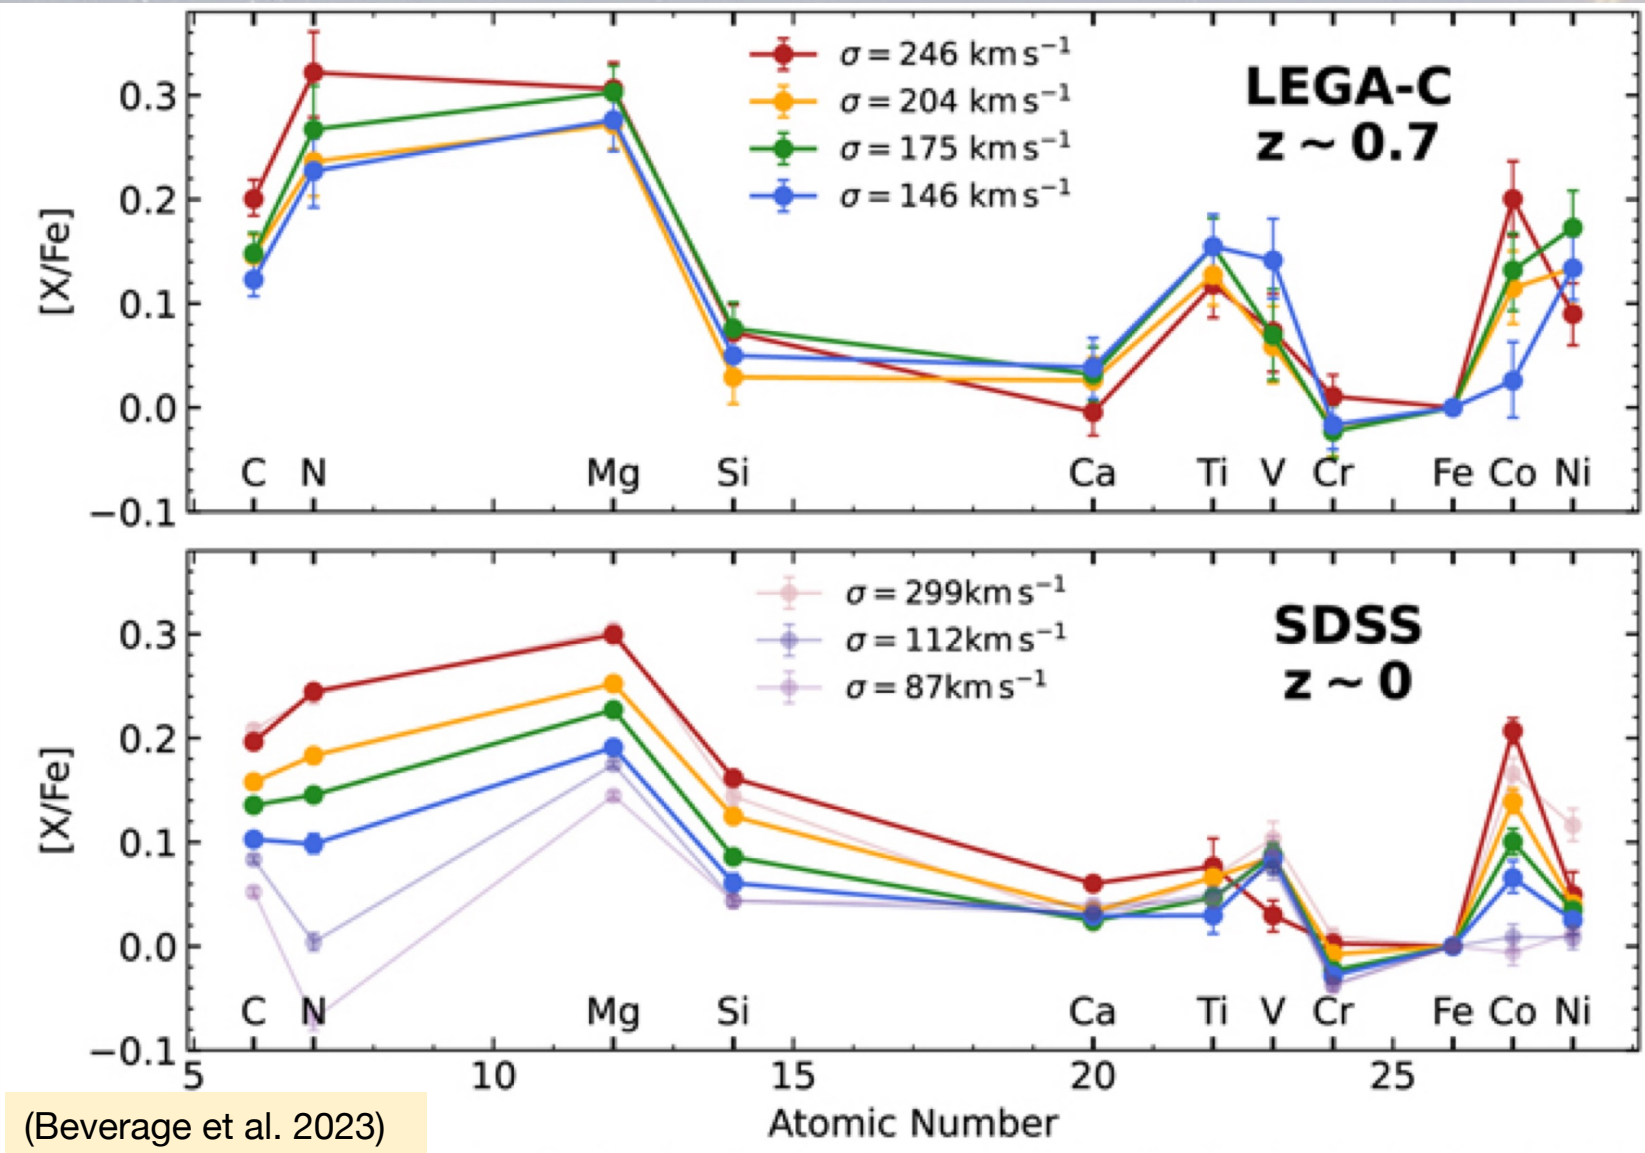 0.3
0.2
0.1
0.0
−0.1
[X/Fe]
σ = 246 km s⁻¹
σ = 204 km s⁻¹
σ = 175 km s⁻¹
σ = 146 km s⁻¹
LEGA-C
z ~ 0.7
C N Mg Si Ca Ti V Cr Fe Co Ni
0.3
0.2
0.1
0.0
−0.1
[X/Fe]
σ = 299km s⁻¹
σ = 112km s⁻¹
σ = 87km s⁻¹
SDSS
z ~ 0
C N Mg Si Ca Ti V Cr Fe Co Ni
5 10 15 20 25
Atomic Number
(Beverage et al. 2023)